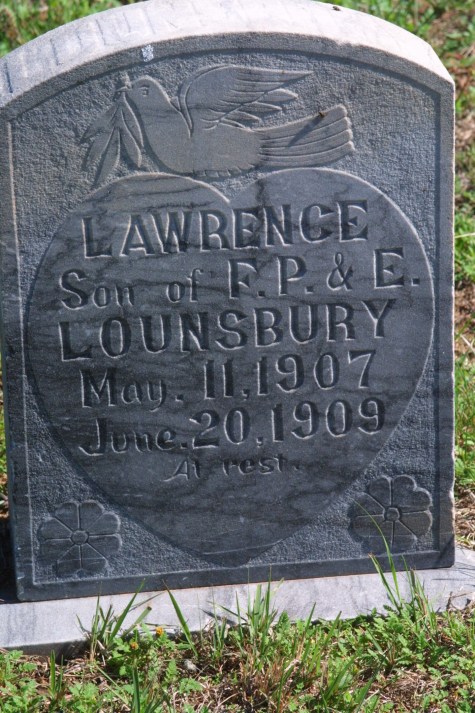 LAWRENCE
Son of F.P. & E.
LOUNSBURY
May. 11, 1907
June. 20, 1909
At rest.